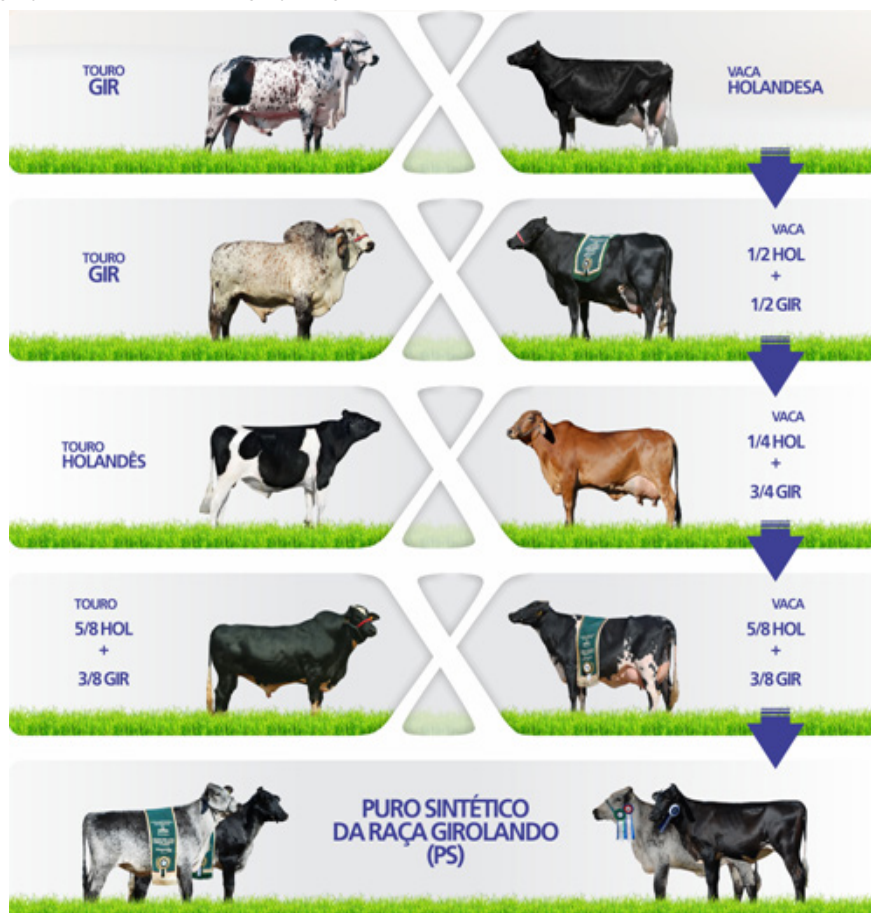 TOURO
GIR
VACA
HOLANDESA
TOURO
GIR
VACA
1/2 HOL
+
1/2 GIR
TOURO
HOLANDÊS
VACA
1/4 HOL
+
3/4 GIR
TOURO
5/8 HOL
+
3/8 GIR
VACA
5/8 HOL
+
3/8 GIR
PURO SINTÉTICO
DA RAÇA GIROLANDO
(PS)